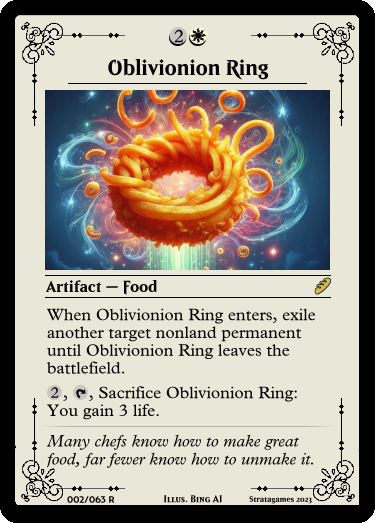 2
Oblivionion Ring
Artifact — Food
When Oblivionion Ring enters, exile
another target nonland permanent
until Oblivionion Ring leaves the
battlefield.
2, , Sacrifice Oblivionion Ring:
You gain 3 life.
Many chefs know how to make great
food, far fewer know how to unmake it.
002/063 R Illus. Bing AI Stratagames 2023